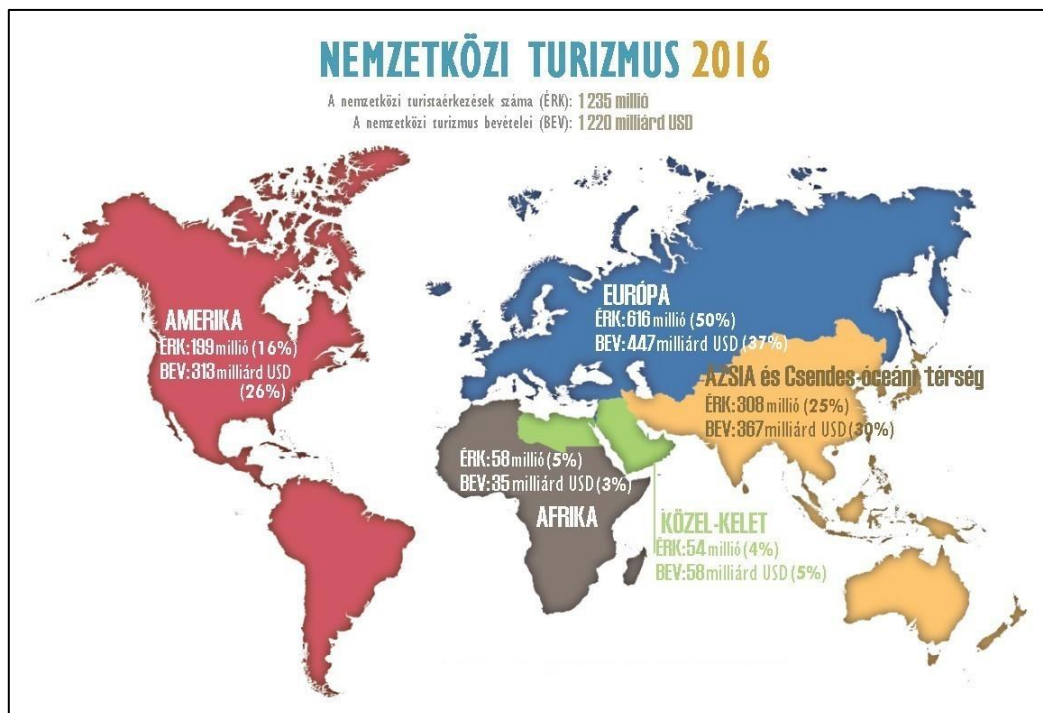 NEMZETKÖZI TURIZMUS 2016
A nemzetközi turistaérkezések száma (ÉRK): 1 235 millió
A nemzetközi turizmus bevételei (BEV): 1 220 milliárd USD
AMERIKA
ÉRK: 199 millió (16%)
BEV: 313 milliárd USD
(26%)
EURÓPA
ÉRK: 616 millió (50%)
BEV: 447 milliárd USD (37%)
ÁZSIA és Csendes-óceáni térség
ÉRK: 308 millió (25%)
BEV: 367 milliárd USD (30%)
ÉRK: 58 millió (5%)
BEV: 35 milliárd USD (3%)
AFRIKA
KÖZEL-KELET
ÉRK: 54 millió (4%)
BEV: 58 milliárd USD (5%)